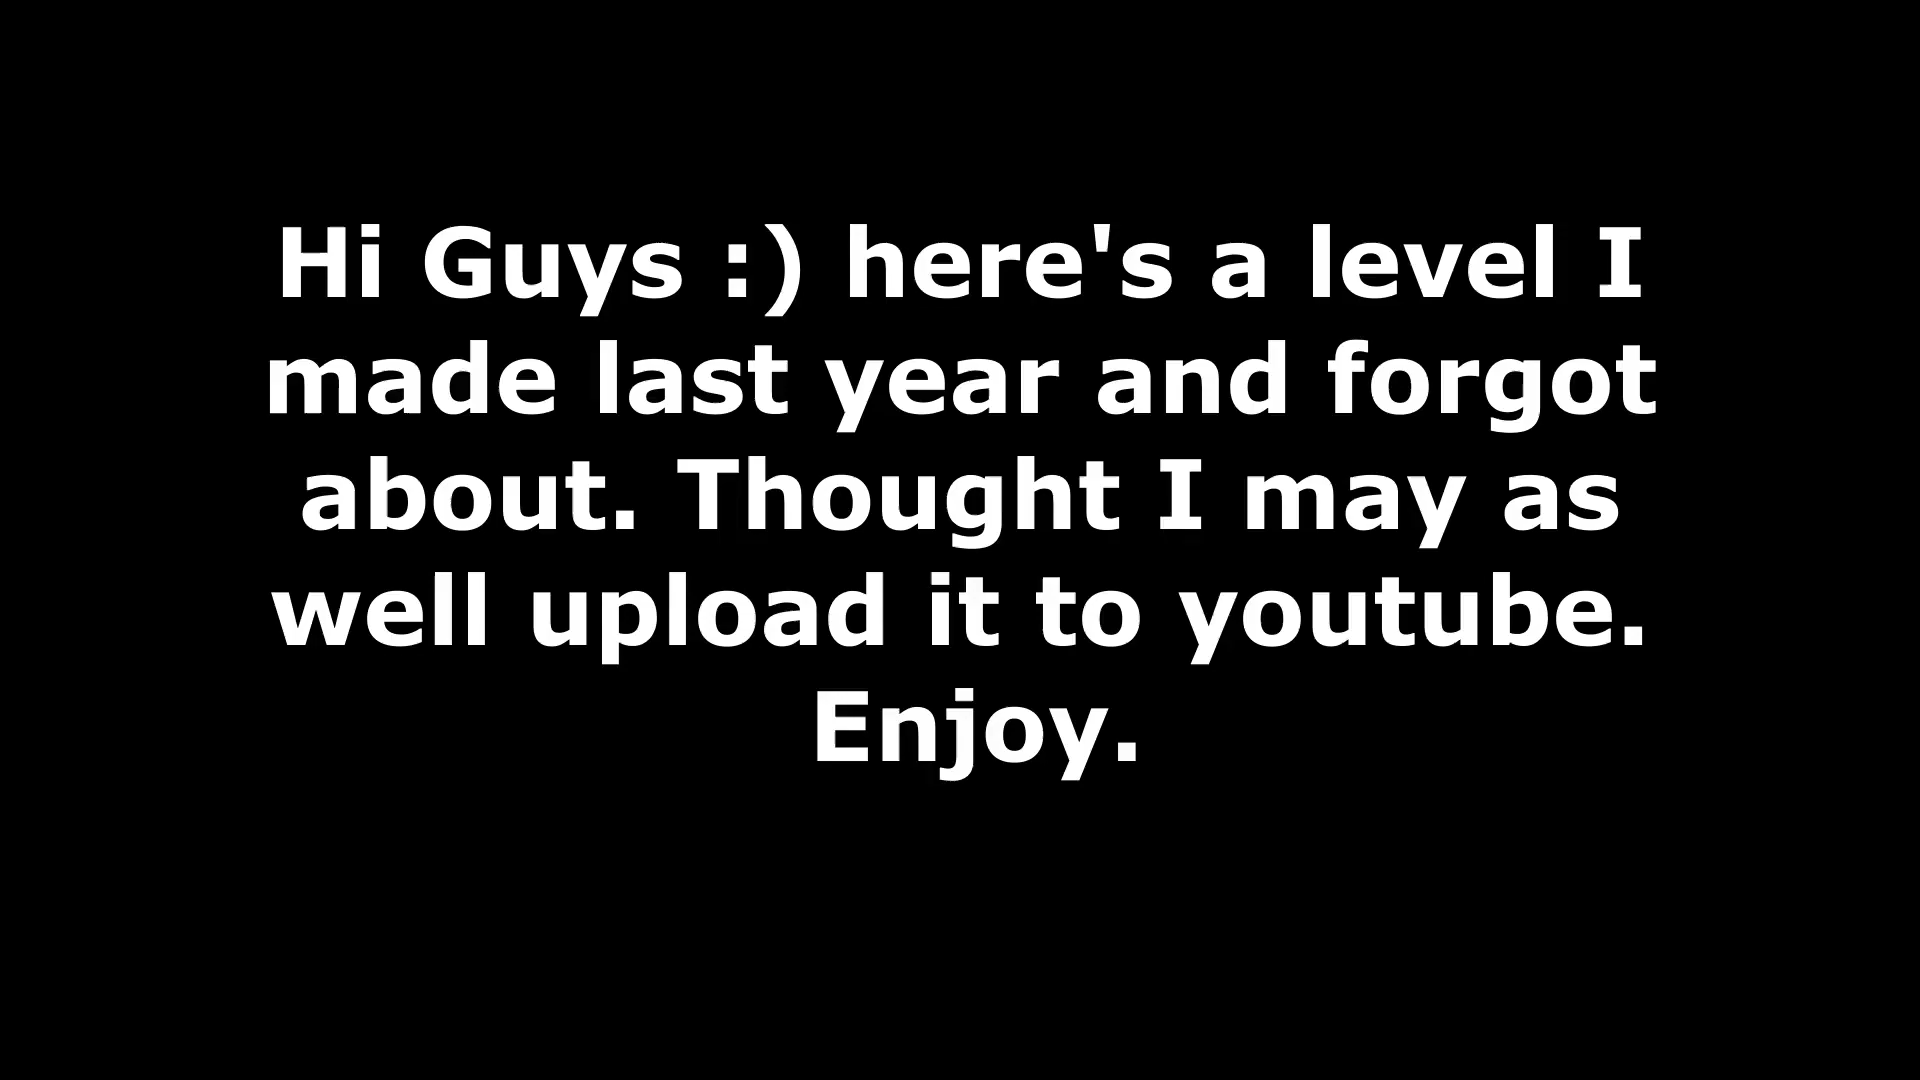 Hi Guys :) here's a level I
made last year and forgot
about. Thought I may as
well upload it to youtube.
Enjoy.